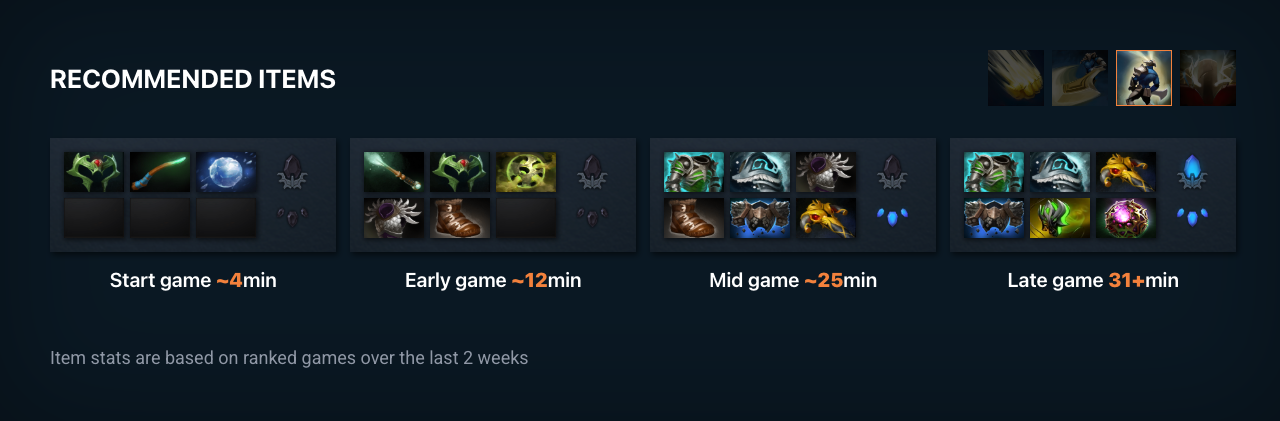 RECOMMENDED ITEMS
Start game ~4min
Early game ~12min
Mid game ~25min
Late game 31+min
Item stats are based on ranked games over the last 2 weeks